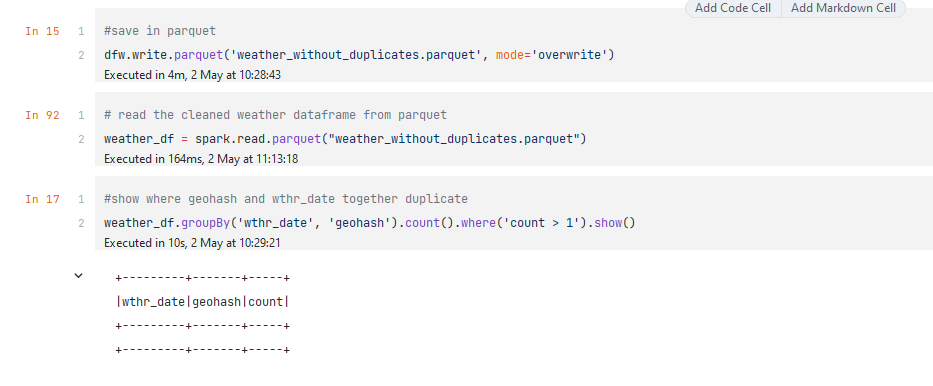 Add Code Cell Add Markdown Cell
In 15 1 #save in parquet
2 dfw.write.parquet('weather_without_duplicates.parquet', mode='overwrite')
Executed in 4m, 2 May at 10:28:43
In 92 1 # read the cleaned weather dataframe from parquet
2 weather_df = spark.read.parquet("weather_without_duplicates.parquet")
Executed in 164ms, 2 May at 11:13:18
In 17 1 #show where geohash and wthr_date together duplicate
2 weather_df.groupBy('wthr_date', 'geohash').count().where('count > 1').show()
Executed in 10s, 2 May at 10:29:21
+---------+-------+-----+
|wthr_date|geohash|count|
+---------+-------+-----+
+---------+-------+-----+